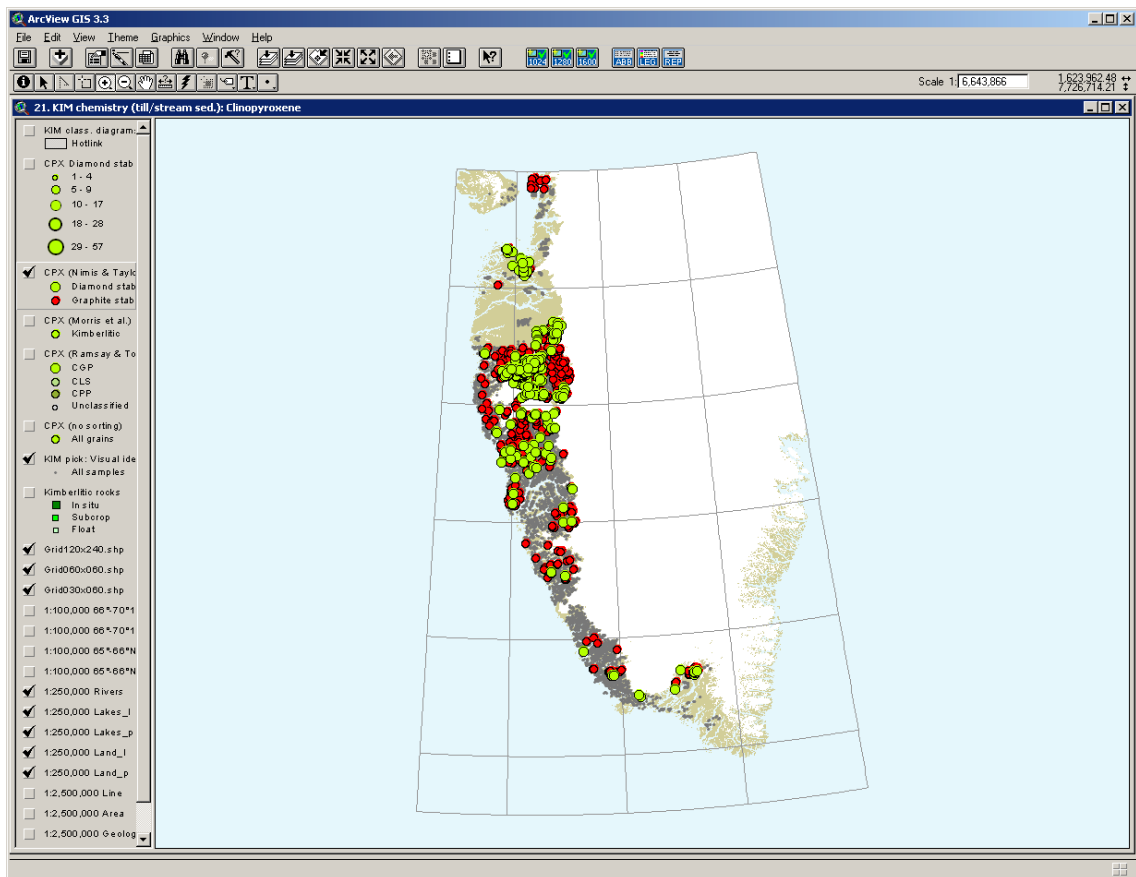 ArcView GIS 3.3
File Edit View Theme Graphics Window Help
1024 1280 1600 ABB LEG REP
Scale 1: 6,643,866
1,623,962.48
7,726,714.21
21. KIM chemistry (till/stream sed.): Clinopyroxene
KIM class. diagram:
Hotlink
CPX Diamond stab
1 - 4
5 - 9
10 - 17
18 - 28
29 - 57
CPX (Nimis & Taylo
Diamond stab
Graphite stab
CPX (Morris et al.)
Kimberlitic
CPX (Ramsay & To
CGP
CLS
CPP
Unclassified
CPX (no sorting)
All grains
KIM pick: Visual ide
All samples
Kimberlitic rocks
In situ
Subcrop
Float
Grid120x240.shp
Grid060x060.shp
Grid030x060.shp
1:100,000 66°-70°1
1:100,000 66°-70°1
1:100,000 65°-66°N
1:100,000 65°-66°N
1:250,000 Rivers
1:250,000 Lakes_l
1:250,000 Lakes_p
1:250,000 Land_l
1:250,000 Land_p
1:2,500,000 Line
1:2,500,000 Area
1:2,500,000 Geolog